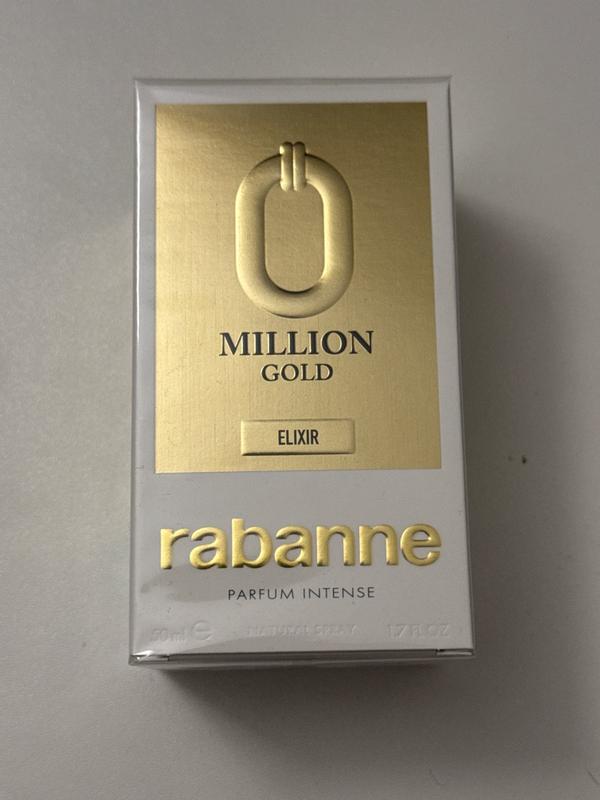 MILLION
GOLD
ELIXIR
rabanne
PARFUM INTENSE
50 ml ℮ NATURAL SPRAY 1.7 FL.OZ